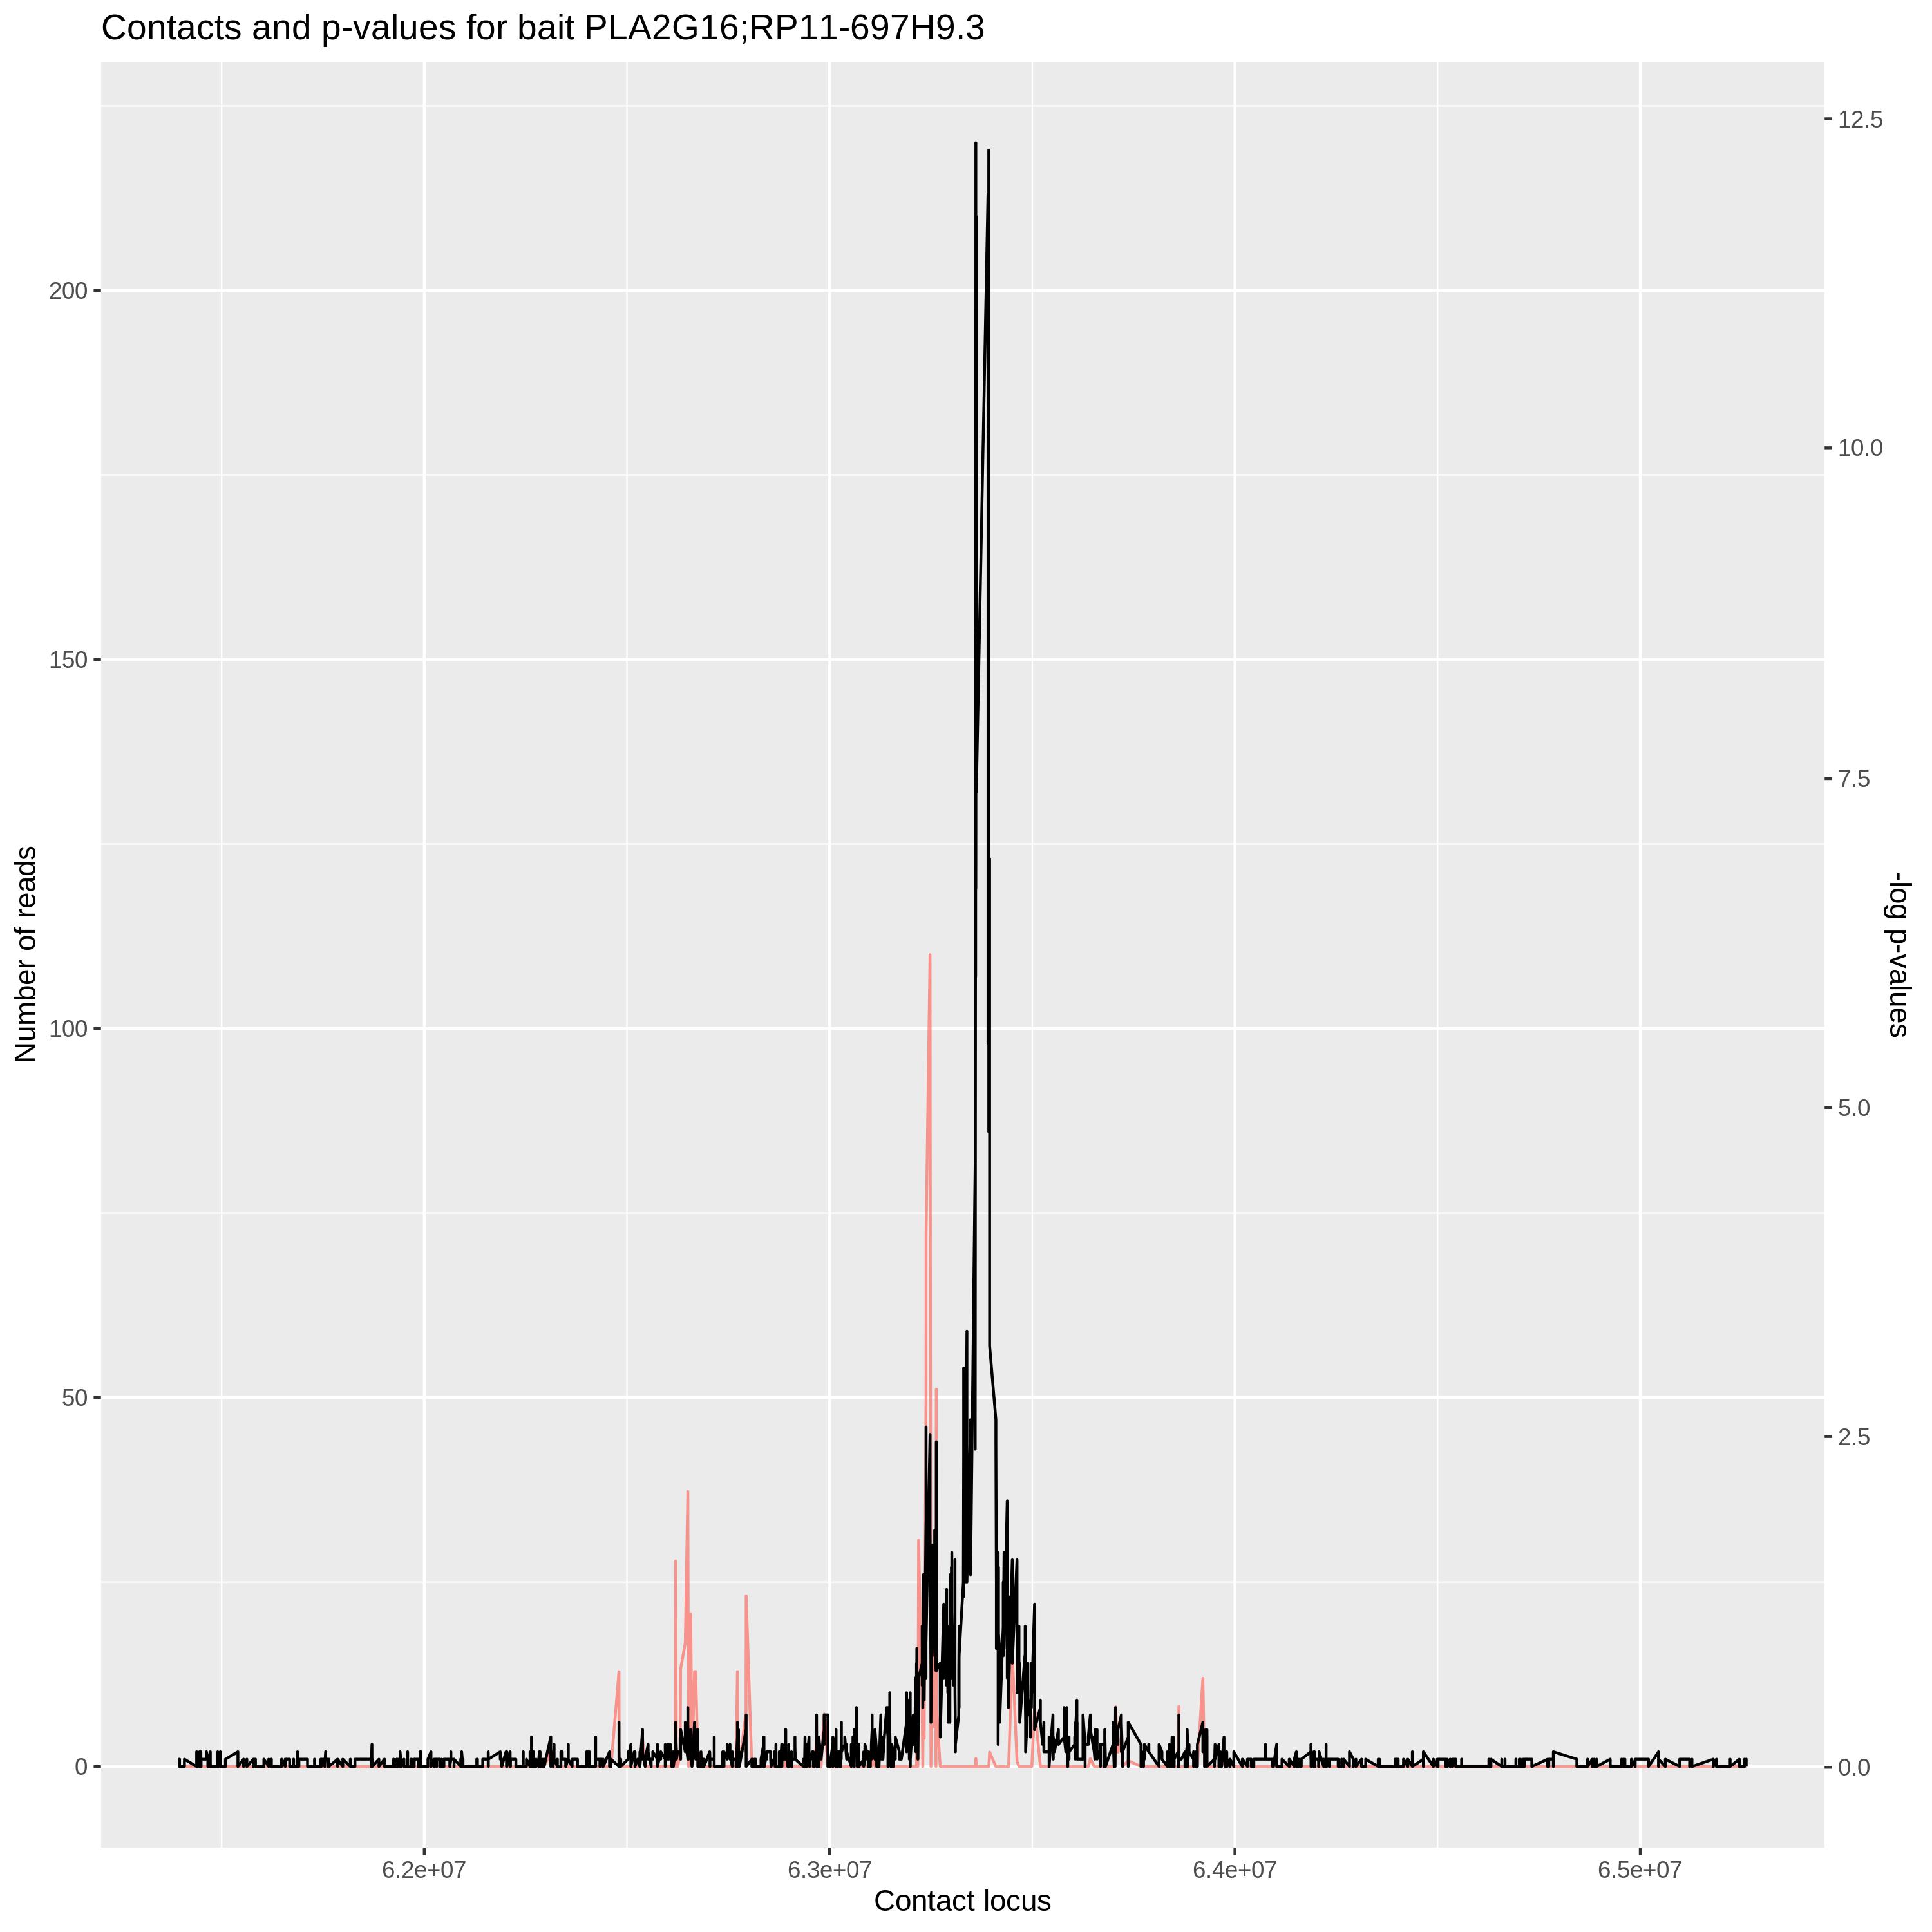 Contacts and p-values for bait PLA2G16;RP11-697H9.3
Number of reads
200
150
100
50
0
12.5
10.0
7.5
5.0
2.5
0.0
-log p-values
6.2e+07 6.3e+07 6.4e+07 6.5e+07
Contact locus